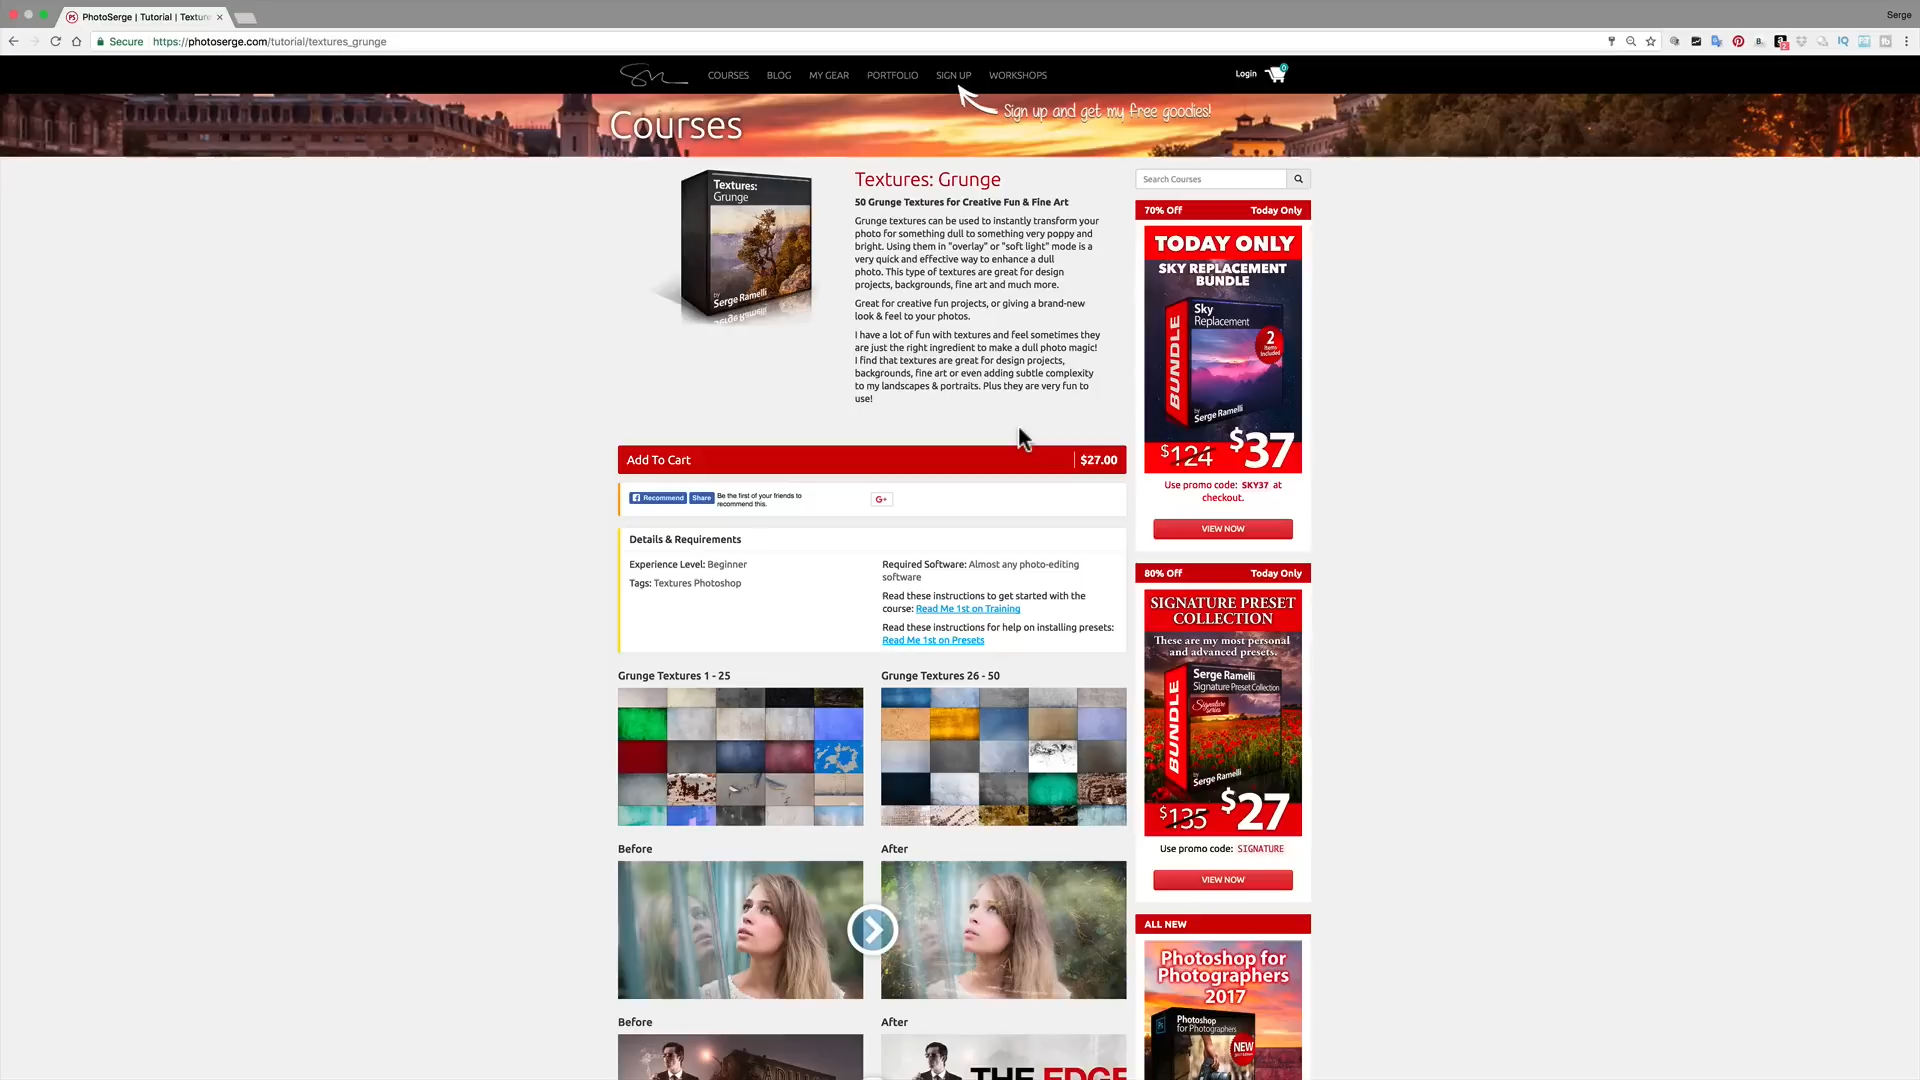 PhotoSerge | Tutorial | Texture
Serge
Secure
https://photoserge.com/tutorial/textures_grunge
COURSES
BLOG
MY GEAR
PORTFOLIO
SIGN UP
WORKSHOPS
Login
0
Sign up and get my free goodies!
Courses
Textures:
Grunge
by
Serge Ramelli
Textures: Grunge
50 Grunge Textures for Creative Fun & Fine Art
Grunge textures can be used to instantly transform your
photo for something dull to something very poppy and
bright. Using them in "overlay" or "soft light" mode is a
very quick and effective way to enhance a dull
photo. This type of textures are great for design
projects, backgrounds, fine art and much more.
Great for creative fun projects, or giving a brand-new
look & feel to your photos.
I have a lot of fun with textures and feel sometimes they
are just the right ingredient to make a dull photo magic!
I find that textures are great for design projects,
backgrounds, fine art or even adding subtle complexity
to my landscapes & portraits. Plus they are very fun to
use!
Add To Cart
$27.00
Recommend
Share
Be the first of your friends to
recommend this.
G+
Details & Requirements
Experience Level: Beginner
Tags: Textures Photoshop
Required Software: Almost any photo-editing
software
Read these instructions to get started with the
course: Read Me 1st on Training
Read these instructions for help on installing presets:
Read Me 1st on Presets
Grunge Textures 1 - 25
Grunge Textures 26 - 50
Before
After
Before
After
THE EDGE
Search Courses
70% Off
Today Only
TODAY ONLY
SKY REPLACEMENT
BUNDLE
BUNDLE
Sky
Replacement
2
Items
Included
by
Serge Ramelli
$124
$37
Use promo code: SKY37 at
checkout.
VIEW NOW
80% Off
Today Only
SIGNATURE PRESET
COLLECTION
These are my most personal
and advanced presets.
BUNDLE
Serge Ramelli
Signature Preset Collection
Signature
series
by
Serge Ramelli
$135
$27
Use promo code: SIGNATURE
VIEW NOW
ALL NEW
Photoshop for
Photographers
2017
Ps
Photoshop
for Photographers
NEW